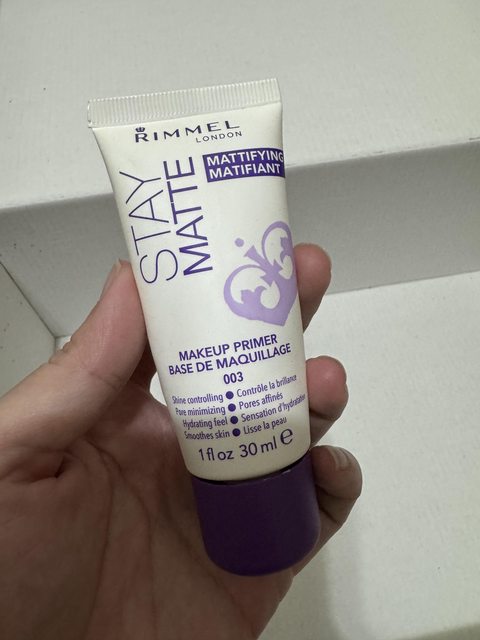 RIMMEL
LONDON
STAY
MATTE
MATTIFYING
MATIFIANT
MAKEUP PRIMER
BASE DE MAQUILLAGE
003
Shine controlling ● Contrôle la brillance
Pore minimizing ● Pores affinés
Hydrating feel ● Sensation d'hydratation
Smoothes skin ● Lisse la peau
1 fl oz 30 ml ℮